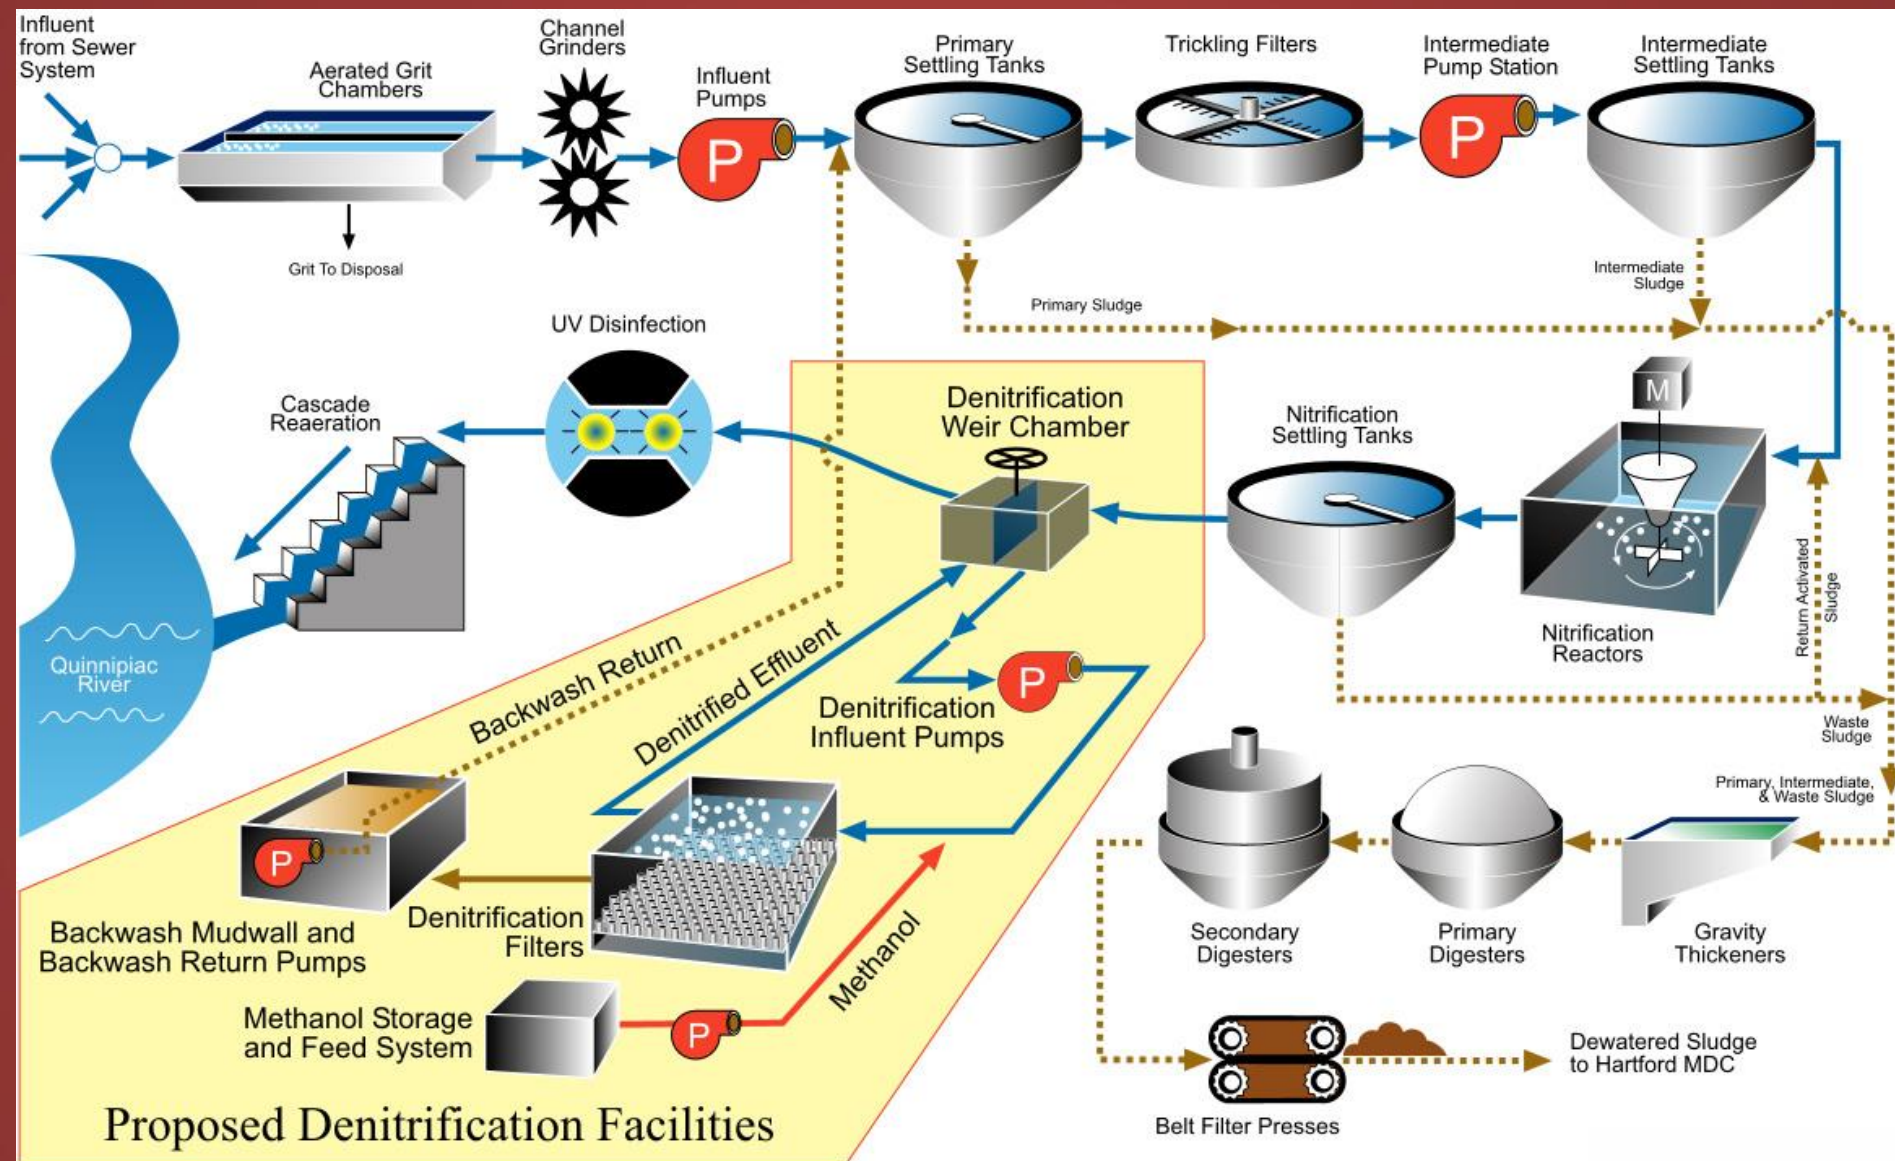 Influent
from Sewer
System
Aerated Grit
Chambers
Grit To Disposal
Channel
Grinders
Influent
Pumps
P
Primary
Settling Tanks
Trickling Filters
Intermediate
Pump Station
P
Intermediate
Settling Tanks
Primary Sludge
Intermediate
Sludge
UV Disinfection
Cascade
Reaeration
Quinnipiac
River
Denitrification
Weir Chamber
Nitrification
Settling Tanks
M
Nitrification
Reactors
Return Activated
Sludge
Waste
Sludge
Backwash Return
Denitrified Effluent
P
Denitrification
Influent Pumps
Primary, Intermediate,
& Waste Sludge
P
Backwash Mudwall and
Backwash Return Pumps
Denitrification
Filters
Methanol
Methanol Storage
and Feed System
P
Secondary
Digesters
Primary
Digesters
Gravity
Thickeners
Dewatered Sludge
to Hartford MDC
Belt Filter Presses
Proposed Denitrification Facilities